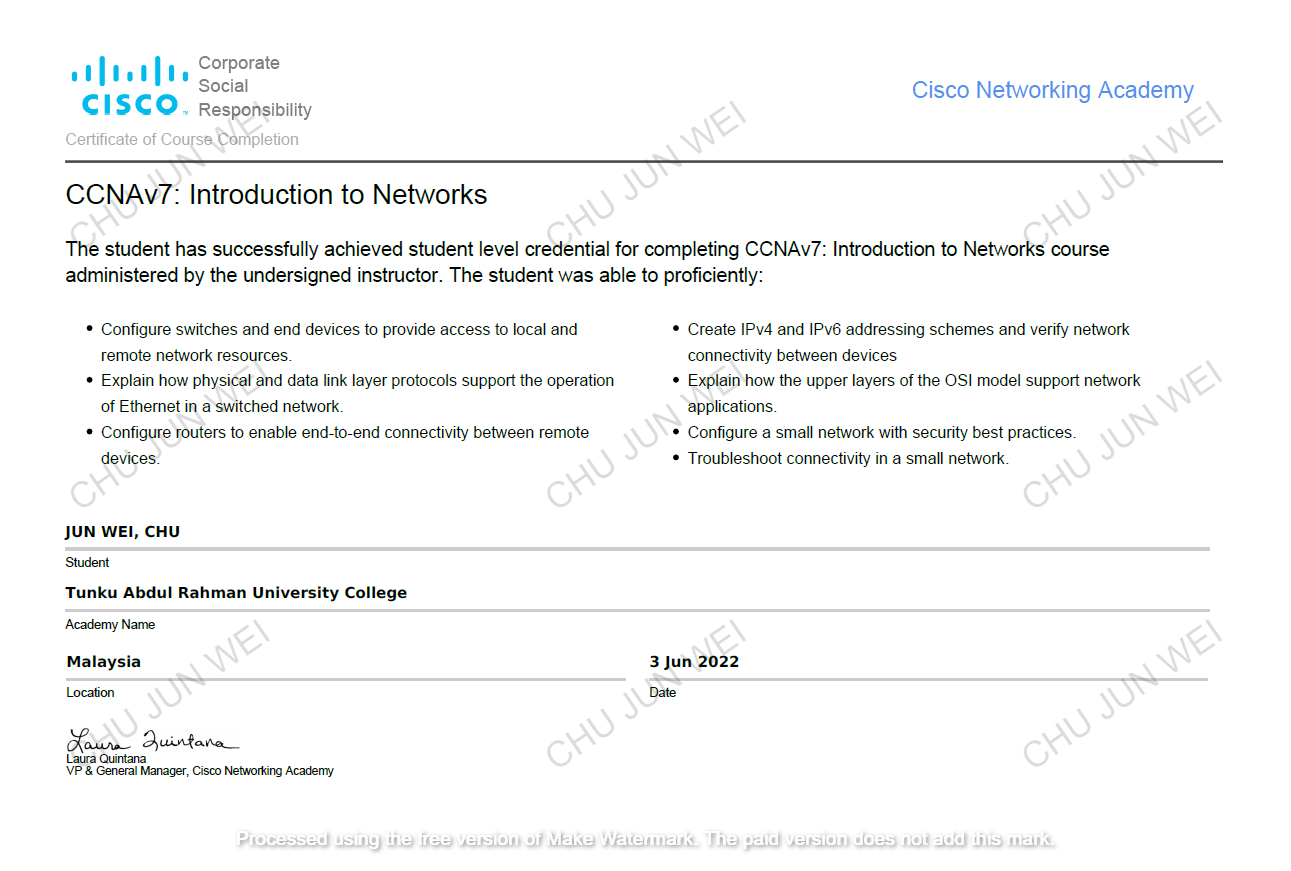 Corporate
Social
CISCO™ Responsibility
Cisco Networking Academy
Certificate of Course Completion
CCNAv7: Introduction to Networks
The student has successfully achieved student level credential for completing CCNAv7: Introduction to Networks course
administered by the undersigned instructor. The student was able to proficiently:
• Configure switches and end devices to provide access to local and
remote network resources.
• Explain how physical and data link layer protocols support the operation
of Ethernet in a switched network.
• Configure routers to enable end-to-end connectivity between remote
devices.
• Create IPv4 and IPv6 addressing schemes and verify network
connectivity between devices
• Explain how the upper layers of the OSI model support network
applications.
• Configure a small network with security best practices.
• Troubleshoot connectivity in a small network.
JUN WEI, CHU
Student
Tunku Abdul Rahman University College
Academy Name
Malaysia
Location
3 Jun 2022
Date
Laura Quintana
Laura Quintana
VP & General Manager, Cisco Networking Academy
CHU JUN WEI
CHU JUN WEI
CHU JUN WEI
CHU JUN WEI
CHU JUN WEI
CHU JUN WEI
CHU JUN WEI
CHU JUN WEI
CHU JUN WEI
Processed using the free version of Make Watermark. The paid version does not add this mark.